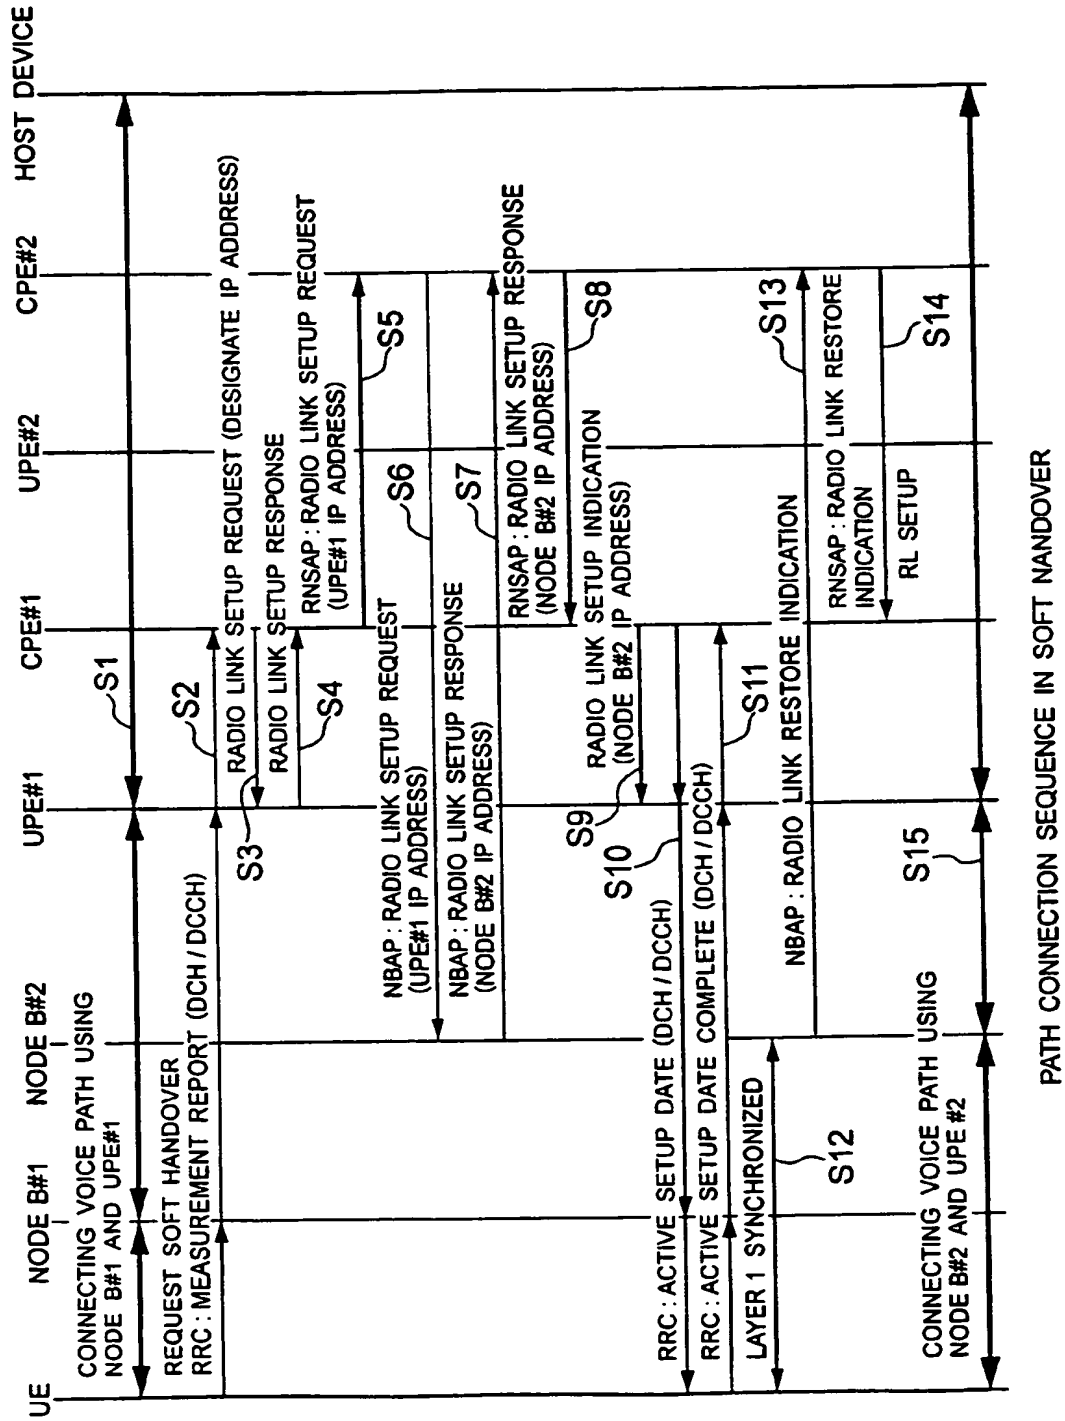 UE
NODE B#1
NODE B#2
UPE#1
CPE#1
UPE#2
CPE#2
HOST DEVICE
CONNECTING VOICE PATH USING
NODE B#1 AND UPE#1
S1
REQUEST SOFT HANDOVER
RRC : MEASUREMENT REPORT (DCH / DCCH)
S2
RADIO LINK SETUP REQUEST (DESIGNATE IP ADDRESS)
S3
RADIO LINK SETUP RESPONSE
S4
RNSAP : RADIO LINK SETUP REQUEST
(UPE#1 IP ADDRESS)
S5
NBAP : RADIO LINK SETUP REQUEST
(UPE#1 IP ADDRESS)
S6
NBAP : RADIO LINK SETUP RESPONSE
(NODE B#2 IP ADDRESS)
S7
RNSAP : RADIO LINK SETUP RESPONSE
(NODE B#2 IP ADDRESS)
S8
RADIO LINK SETUP INDICATION
(NODE B#2 IP ADDRESS)
S9
S10
RRC : ACTIVE SETUP DATE (DCH / DCCH)
RRC : ACTIVE SETUP DATE COMPLETE (DCH / DCCH)
S11
LAYER 1 SYNCHRONIZED
S12
NBAP : RADIO LINK RESTORE INDICATION
S13
RNSAP : RADIO LINK RESTORE
INDICATION
RL SETUP
S14
CONNECTING VOICE PATH USING
NODE B#2 AND UPE #2
S15
PATH CONNECTION SEQUENCE IN SOFT NANDOVER